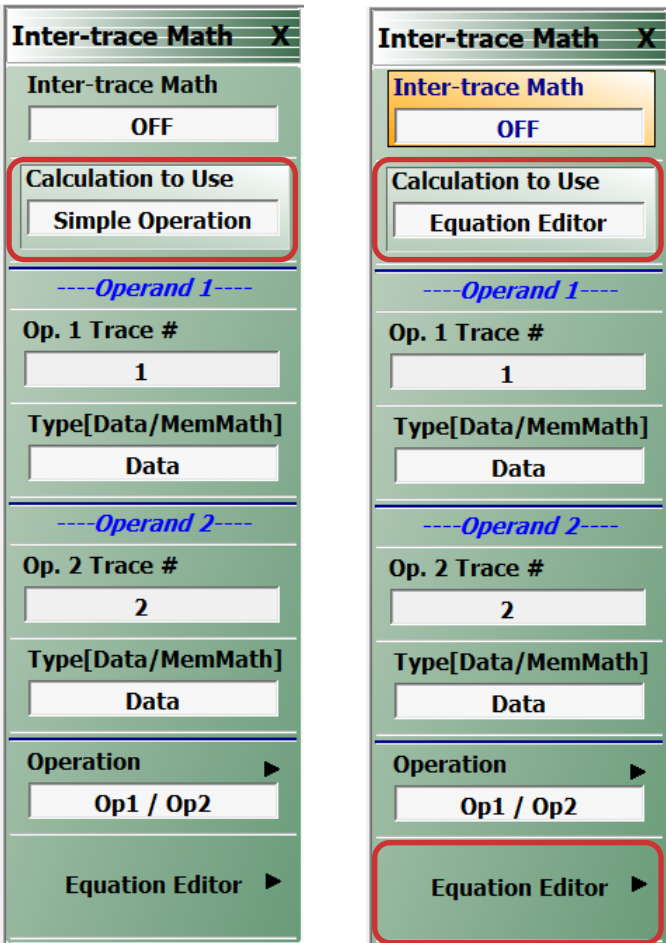 Inter-trace Math X
Inter-trace Math
OFF
Calculation to Use
Simple Operation
----Operand 1----
Op. 1 Trace #
1
Type[Data/MemMath]
Data
----Operand 2----
Op. 2 Trace #
2
Type[Data/MemMath]
Data
Operation
Op1 / Op2
Equation Editor
Inter-trace Math X
Inter-trace Math
OFF
Calculation to Use
Equation Editor
----Operand 1----
Op. 1 Trace #
1
Type[Data/MemMath]
Data
----Operand 2----
Op. 2 Trace #
2
Type[Data/MemMath]
Data
Operation
Op1 / Op2
Equation Editor